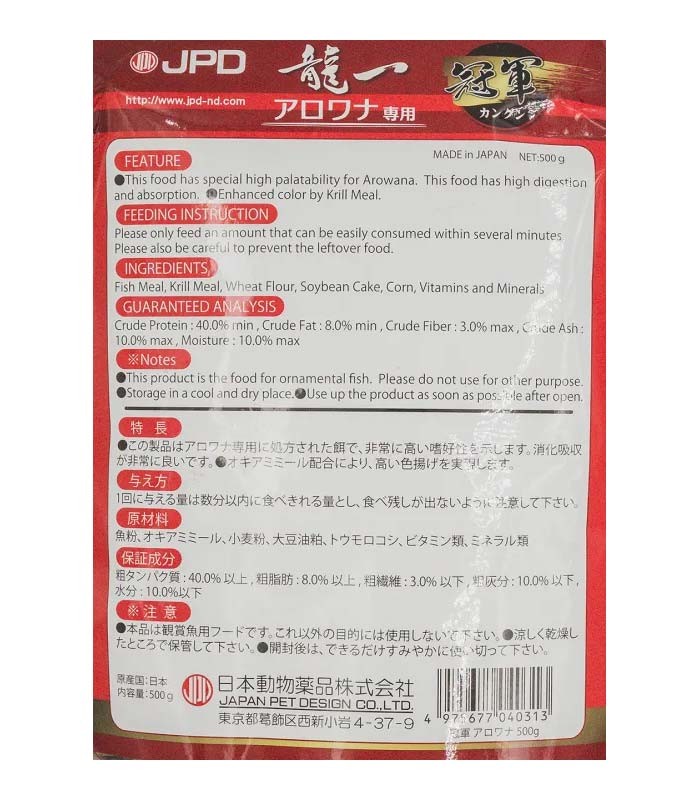 JPD
龍一
冠軍
http://www.jpd-nd.com
アロワナ専用
カングン
MADE in JAPAN NET:500 g
FEATURE
●This food has special high palatability for Arowana. This food has high digestion
and absorption. ●Enhanced color by Krill Meal.
FEEDING INSTRUCTION
Please only feed an amount that can be easily consumed within several minutes.
Please also be careful to prevent the leftover food.
INGREDIENTS
Fish Meal, Krill Meal, Wheat Flour, Soybean Cake, Corn, Vitamins and Minerals
GUARANTEED ANALYSIS
Crude Protein : 40.0% min , Crude Fat : 8.0% min , Crude Fiber : 3.0% max , Crude Ash :
10.0% max , Moisture : 10.0% max
※Notes
●This product is the food for ornamental fish. Please do not use for other purpose.
●Storage in a cool and dry place.●Use up the product as soon as possible after open.
特 長
●この製品はアロワナ専用に処方された餌で、非常に高い嗜好性を示します。消化吸収
が非常に良いです。●オキアミミール配合により、高い色揚げを実現します。
与え方
1回に与える量は数分以内に食べきれる量とし、食べ残しが出ないように注意して下さい。
原材料
魚粉、オキアミミール、小麦粉、大豆油粕、トウモロコシ、ビタミン類、ミネラル類
保証成分
粗タンパク質 : 40.0% 以上 , 粗脂肪 : 8.0% 以上 , 粗繊維 : 3.0% 以下 , 粗灰分 : 10.0% 以下 ,
水分 : 10.0%以下
※注 意
●本品は観賞魚用フードです。これ以外の目的には使用しないで下さい。●涼しく乾燥し
たところで保管して下さい。●開封後は、できるだけすみやかに使い切って下さい。
原産国 : 日本
内容量 : 500 g
JPD
日本動物薬品株式会社
JAPAN PET DESIGN CO.,LTD.
東京都葛飾区西新小岩 4-37-9
4 975677 040313
冠軍 アロワナ 500g